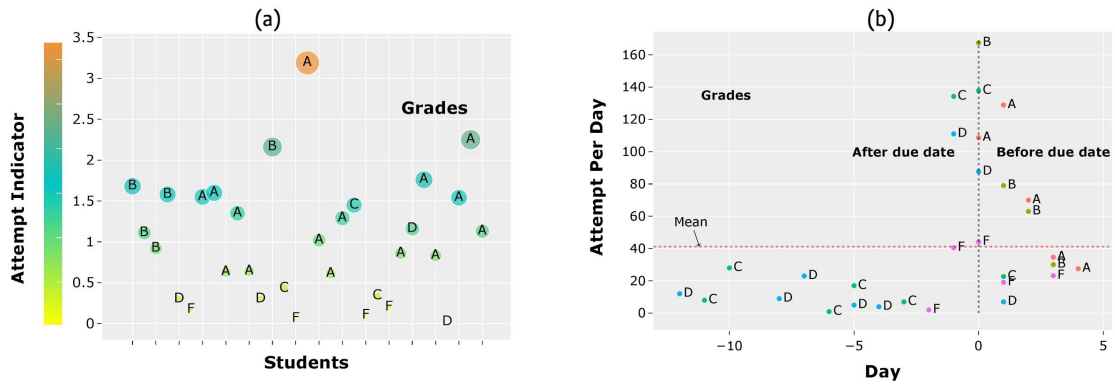 (a)
Attempt Indicator
3.5
3
2.5
2
1.5
1
0.5
0
Grades
B
B
B
B
D
F
A
A
A
A
A
D
B
C
F
A
A
A
A
C
F
C
F
A
D
A
A
D
A
A
A
Students
(b)
Attempt Per Day
160
140
120
100
80
60
40
20
0
Grades
After due date
Before due date
Mean
B
C
C
A
D
A
D
B
A
B
F
F
A
B
A
C
D
C
F
C
F
D
C
D
D
C
D
D
C
C
F
−10
−5
0
5
Day